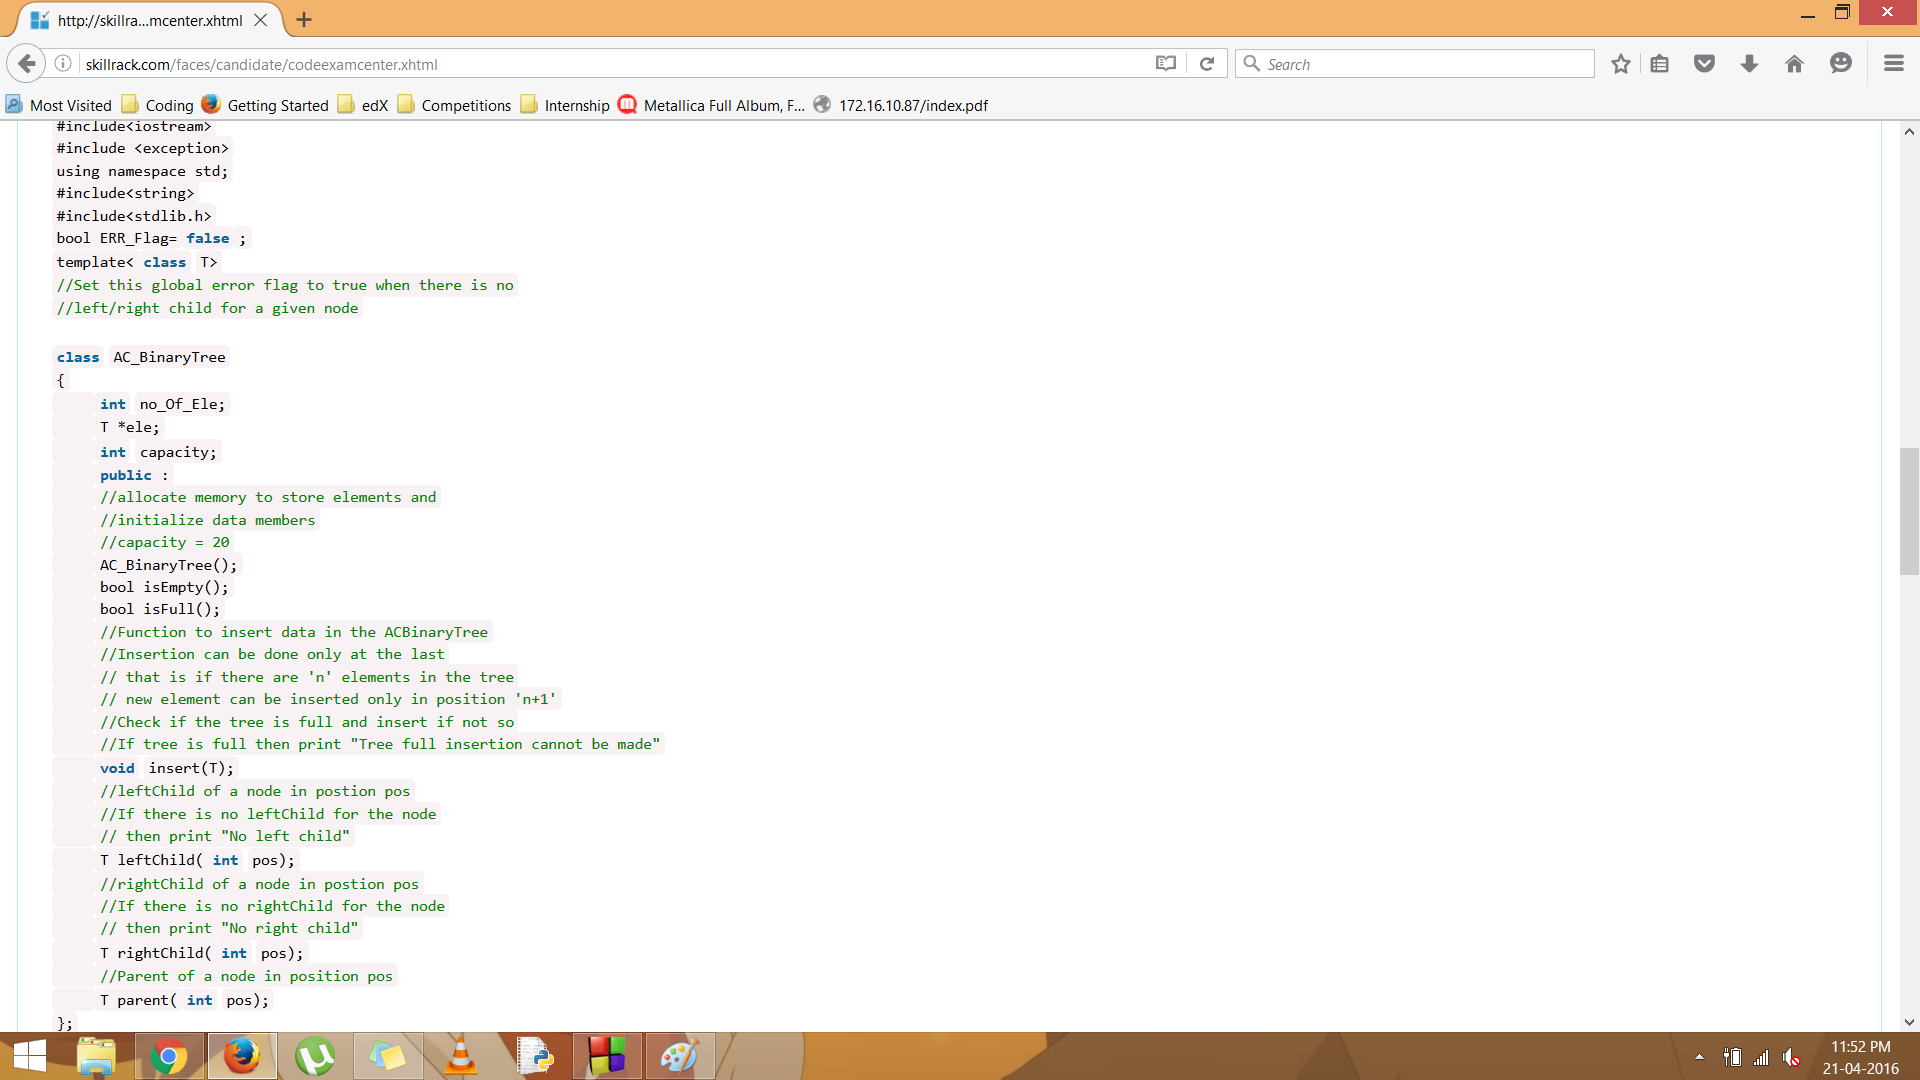 http://skillra...mcenter.xhtml
skillrack.com/faces/candidate/codeexamcenter.xhtml
Search
Most Visited Coding Getting Started edX Competitions Internship Metallica Full Album, F... 172.16.10.87/index.pdf
#include<iostream>
#include <exception>
using namespace std;
#include<string>
#include<stdlib.h>
bool ERR_Flag= false ;
template< class T>
//Set this global error flag to true when there is no
//left/right child for a given node
class AC_BinaryTree
{
int no_Of_Ele;
T *ele;
int capacity;
public :
//allocate memory to store elements and
//initialize data members
//capacity = 20
AC_BinaryTree();
bool isEmpty();
bool isFull();
//Function to insert data in the ACBinaryTree
//Insertion can be done only at the last
// that is if there are 'n' elements in the tree
// new element can be inserted only in position 'n+1'
//Check if the tree is full and insert if not so
//If tree is full then print "Tree full insertion cannot be made"
void insert(T);
//leftChild of a node in postion pos
//If there is no leftChild for the node
// then print "No left child"
T leftChild( int pos);
//rightChild of a node in postion pos
//If there is no rightChild for the node
// then print "No right child"
T rightChild( int pos);
//Parent of a node in position pos
T parent( int pos);
};
11:52 PM
21-04-2016